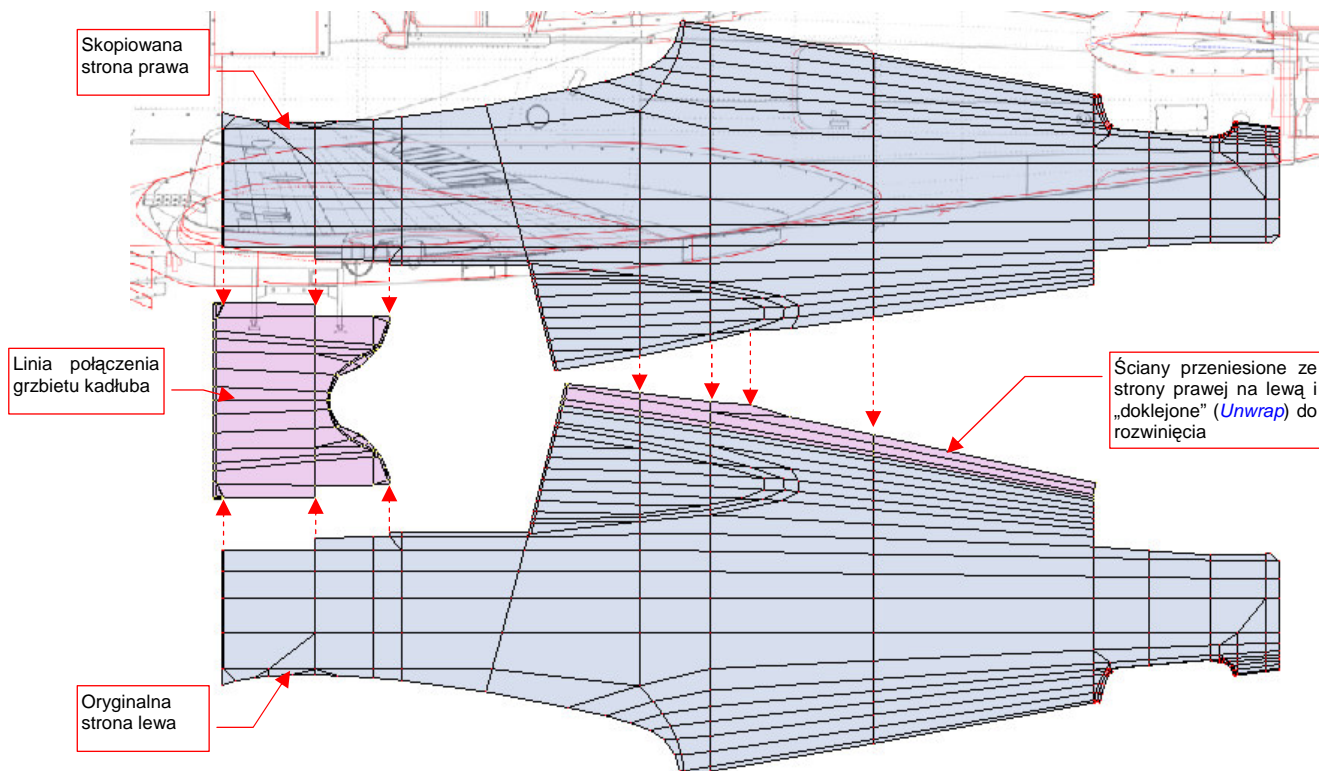 Skopiowana
strona prawa
Linia połączenia
grzbietu kadłuba
Ściany przeniesione ze
strony prawej na lewą i
„doklejone” (Unwrap) do
rozwinięcia
Oryginalna
strona lewa